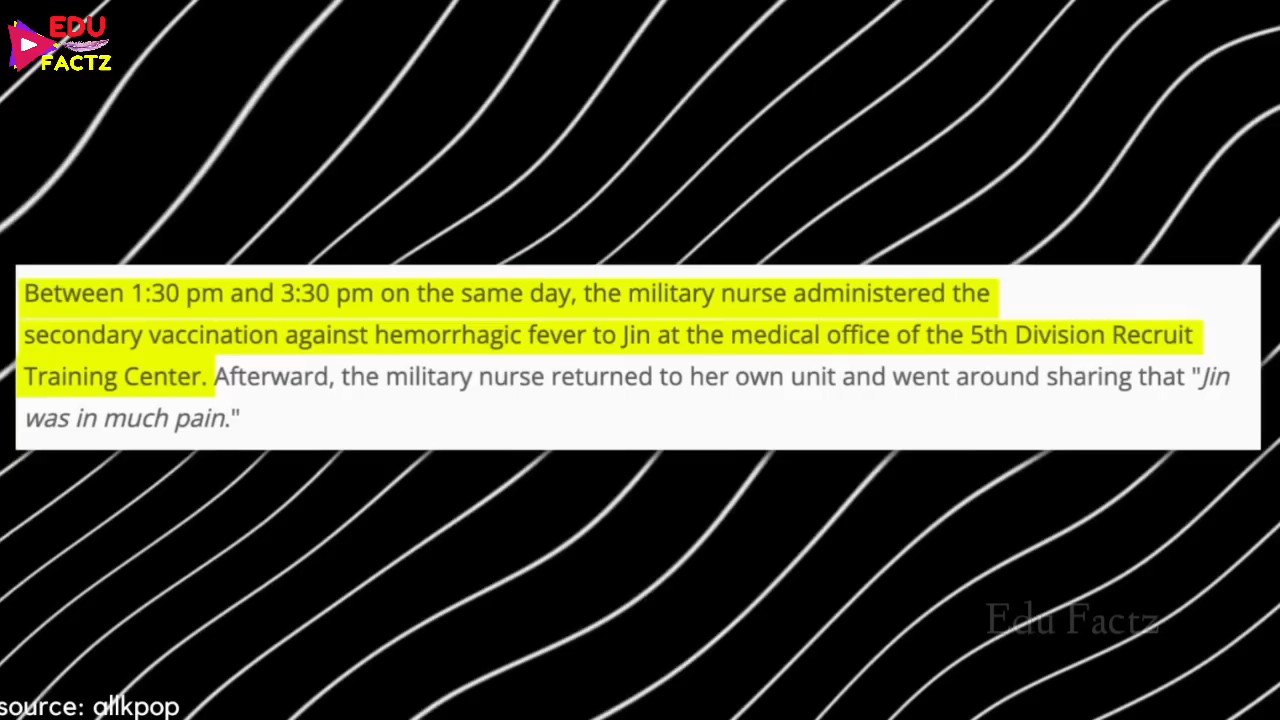 EDU
FACTZ
Between 1:30 pm and 3:30 pm on the same day, the military nurse administered the
secondary vaccination against hemorrhagic fever to Jin at the medical office of the 5th Division Recruit
Training Center. Afterward, the military nurse returned to her own unit and went around sharing that "Jin
was in much pain."
Edu Factz
source: allkpop